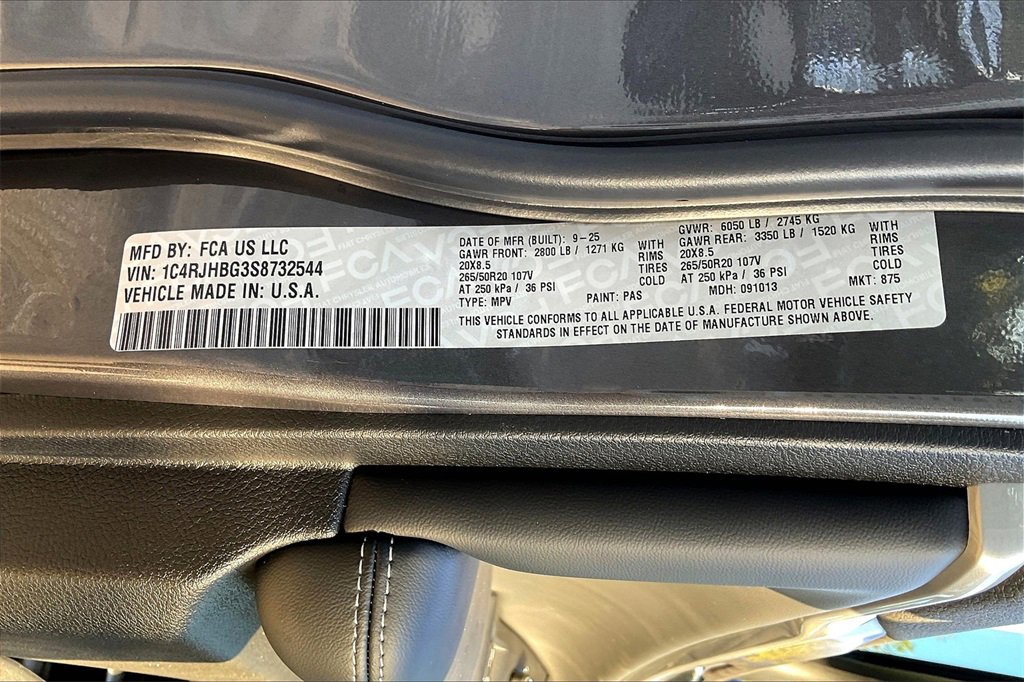 MFD BY: FCA US LLC
VIN: 1C4RJHBG3S8732544
VEHICLE MADE IN: U.S.A.
DATE OF MFR (BUILT): 9-25
GAWR FRONT: 2800 LB / 1271 KG WITH
20X8.5 RIMS
265/50R20 107V TIRES
AT 250 kPa / 36 PSI COLD
TYPE: MPV PAINT: PAS
GVWR: 6050 LB / 2745 KG
GAWR REAR: 3350 LB / 1520 KG WITH
20X8.5 RIMS
265/50R20 107V TIRES
AT 250 kPa / 36 PSI COLD
MDH: 091013 MKT: 875
THIS VEHICLE CONFORMS TO ALL APPLICABLE U.S.A. FEDERAL MOTOR VEHICLE SAFETY
STANDARDS IN EFFECT ON THE DATE OF MANUFACTURE SHOWN ABOVE.